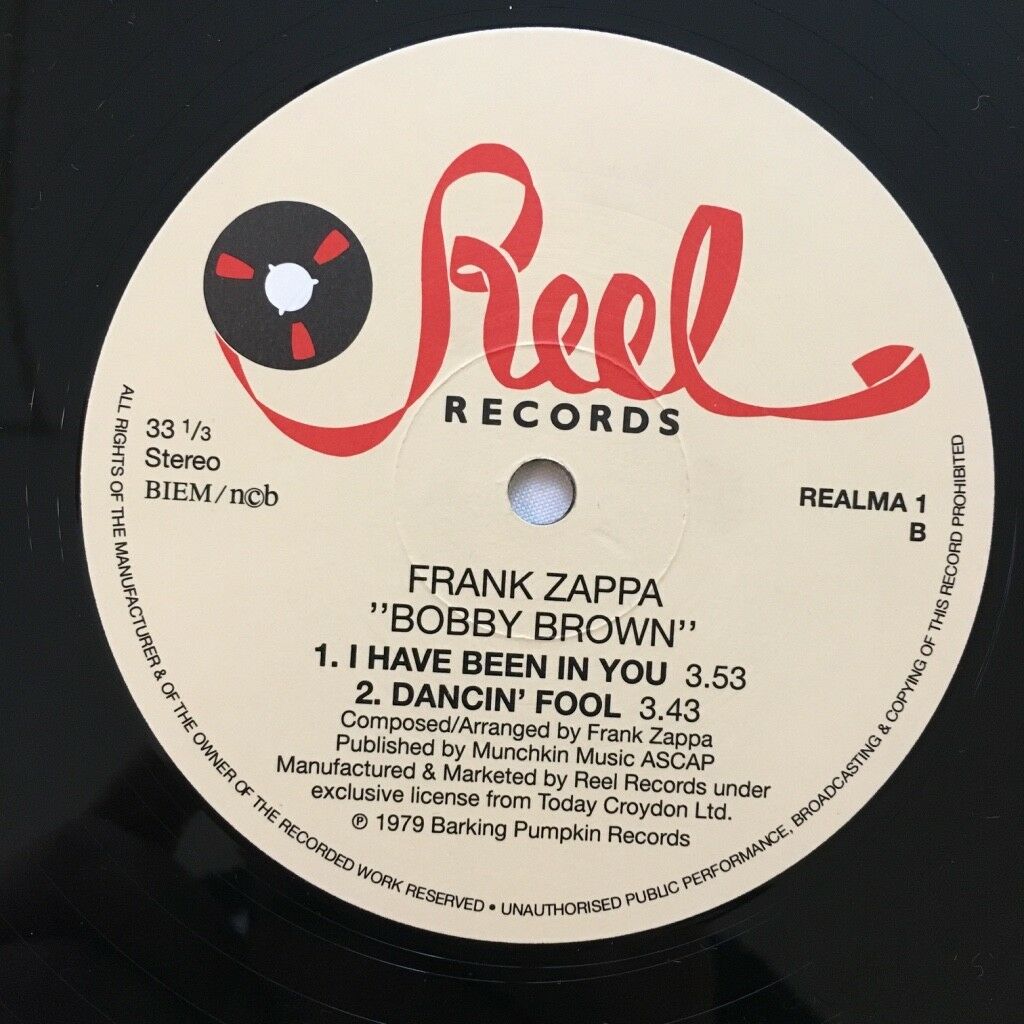 Reel
RECORDS
33 1/3
Stereo
BIEM/n©b
REALMA 1
B
FRANK ZAPPA
"BOBBY BROWN"
1. I HAVE BEEN IN YOU 3.53
2. DANCIN' FOOL 3.43
Composed/Arranged by Frank Zappa
Published by Munchkin Music ASCAP
Manufactured & Marketed by Reel Records under
exclusive license from Today Croydon Ltd.
℗ 1979 Barking Pumpkin Records
ALL RIGHTS OF THE MANUFACTURER & OF THE OWNER OF THE RECORDED WORK RESERVED • UNAUTHORISED PUBLIC PERFORMANCE, BROADCASTING & COPYING OF THIS RECORD PROHIBITED